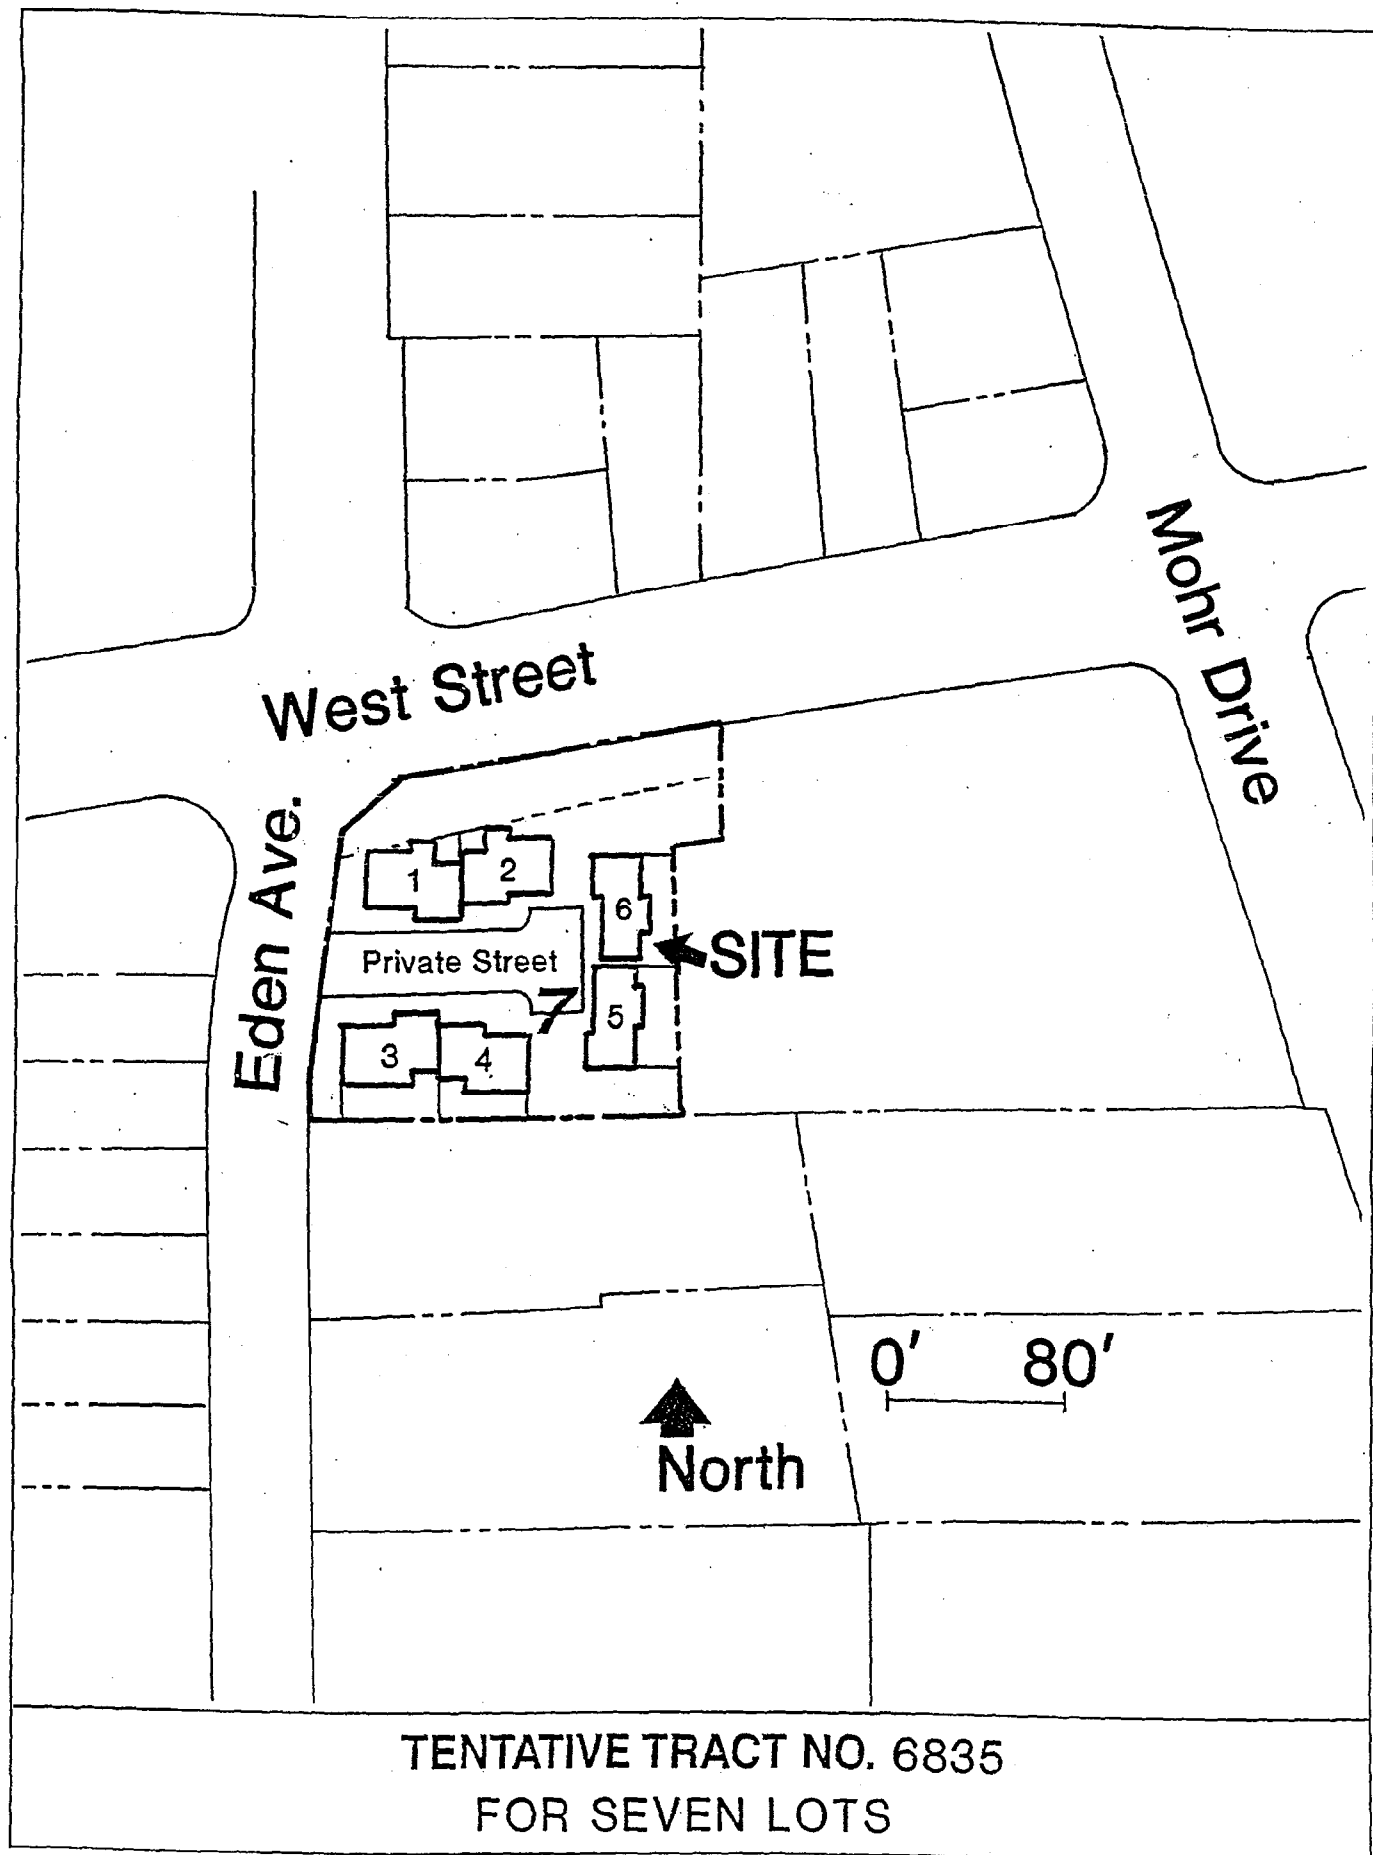 Mohr Drive
West Street
Eden Ave.
1
2
6
Private Street
SITE
7
5
3
4
0' 80'
North
TENTATIVE TRACT NO. 6835
FOR SEVEN LOTS